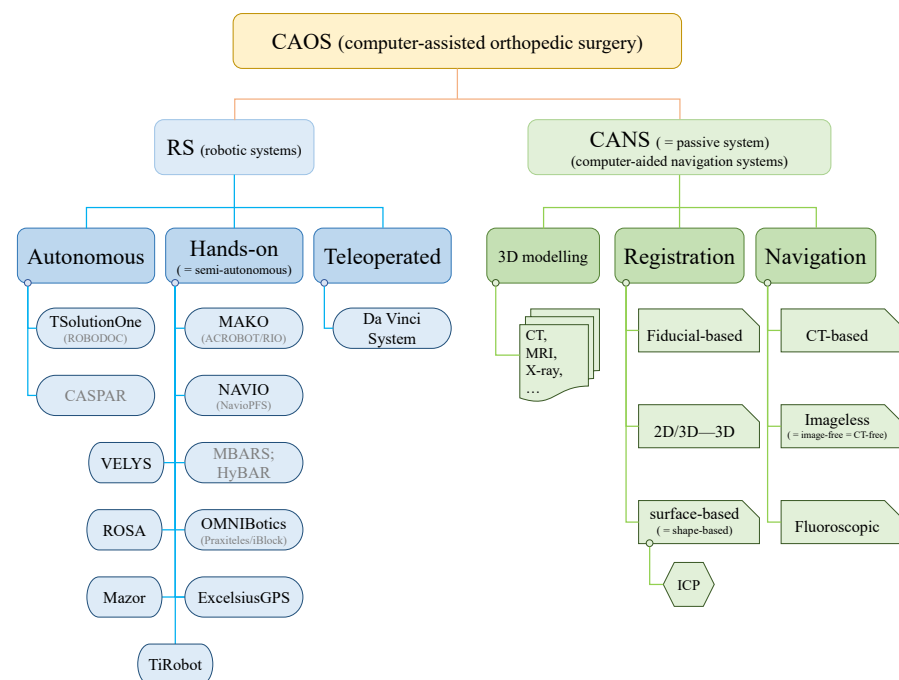 CAOS (computer-assisted orthopedic surgery)
RS (robotic systems)
CANS ( = passive system)
(computer-aided navigation systems)
Autonomous
Hands-on
( = semi-autonomous)
Teleoperated
3D modelling
Registration
Navigation
TSolutionOne
(ROBODOC)
MAKO
(ACROBOT/RIO)
Da Vinci
System
CT,
MRI,
X-ray,
…
Fiducial-based
CT-based
CASPAR
NAVIO
(NavioPFS)
2D/3D—3D
Imageless
( = image-free = CT-free)
VELYS
MBARS;
HyBAR
ROSA
OMNIBotics
(Praxiteles/iBlock)
surface-based
( = shape-based)
Fluoroscopic
Mazor
ExcelsiusGPS
ICP
TiRobot